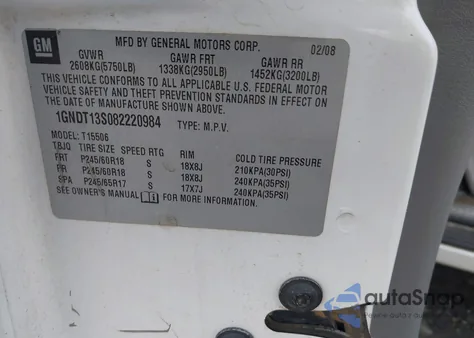 GM
MFD BY GENERAL MOTORS CORP. 02/08
GVWR GAWR FRT GAWR RR
2608KG(5750LB) 1338KG(2950LB) 1452KG(3200LB)
THIS VEHICLE CONFORMS TO ALL APPLICABLE U.S. FEDERAL MOTOR
VEHICLE SAFETY AND THEFT PREVENTION STANDARDS IN EFFECT ON
THE DATE OF MANUFACTURE SHOWN ABOVE.
1GNDT13S082220984 TYPE: M.P.V.
MODEL: T15506
T8JQ TIRE SIZE SPEED RTG RIM COLD TIRE PRESSURE
FRT P245/60R18 S 18X8J 210KPA(30PSI)
RR P245/60R18 S 18X8J 240KPA(35PSI)
SPA P245/65R17 S 17X7J 240KPA(35PSI)
SEE OWNER'S MANUAL FOR MORE INFORMATION.
autaSnap